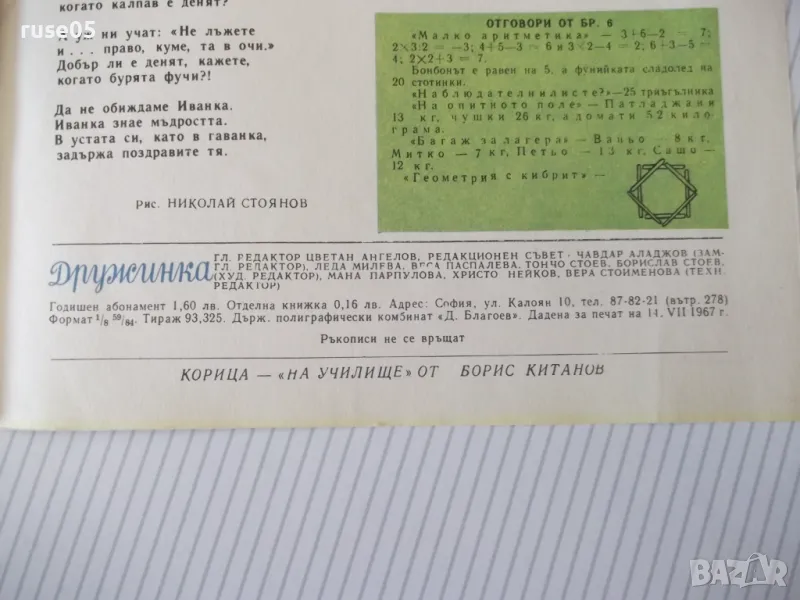 когато калпав е денят?
ни учат: «Не лъжете
и... право, куме, та в очи.»
Добър ли е денят, кажете,
когато бурята фучи?!
Да не обиждаме Иванка.
Иванка знае мъдростта.
В устата си, като в гаванка,
задържа поздравите тя.
Рис. НИКОЛАЙ СТОЯНОВ
ОТГОВОРИ ОТ БР. 6
«Малко аритметика» — 3+6—2 = 7;
2×3:2 = —3; 4+5—3 = 6 и 3×2—4 = 2; 6+3—5 —
4; 2×2+3 = 7.
Бонбонът е равен на 5, а фунийката сладолед на
20 стотинки.
«Наблюдателни ли сте?»—25 триъгълника
«На опитното поле» — Патладжани
13 кг, чушки 26 кг, а домати 52 кило-
грама.
«Багаж за лагера» — Ваньо — 8 кг.
Митко — 7 кг, Петьо — 13 кг, Сашо —
12 кг.
«Геометрия с кибрит» —
Дружинка
ГЛ. РЕДАКТОР ЦВЕТАН АНГЕЛОВ, РЕДАКЦИОНЕН СЪВЕТ: ЧАВДАР АЛАДЖОВ (ЗАМ-
ГЛ. РЕДАКТОР), ЛЕДА МИЛЕВА, ВЕСА ПАСПАЛЕВА, ТОНЧО СТОЕВ, БОРИСЛАВ СТОЕВ,
(ХУД. РЕДАКТОР), МАНА ПАРПУЛОВА, ХРИСТО НЕЙКОВ, ВЕРА СТОИМЕНОВА (ТЕХН.
РЕДАКТОР)
Годишен абонамент 1,60 лв. Отделна книжка 0,16 лв. Адрес: София, ул. Калоян 10, тел. 87-82-21 (вътр. 278)
Формат 1/8 59/84. Тираж 93,325. Държ. полиграфически комбинат «Д. Благоев». Дадена за печат на 14. VII 1967 г.
Ръкописи не се връщат
КОРИЦА — «НА УЧИЛИЩЕ» ОТ БОРИС КИТАНОВ
ruse05
BAZAR